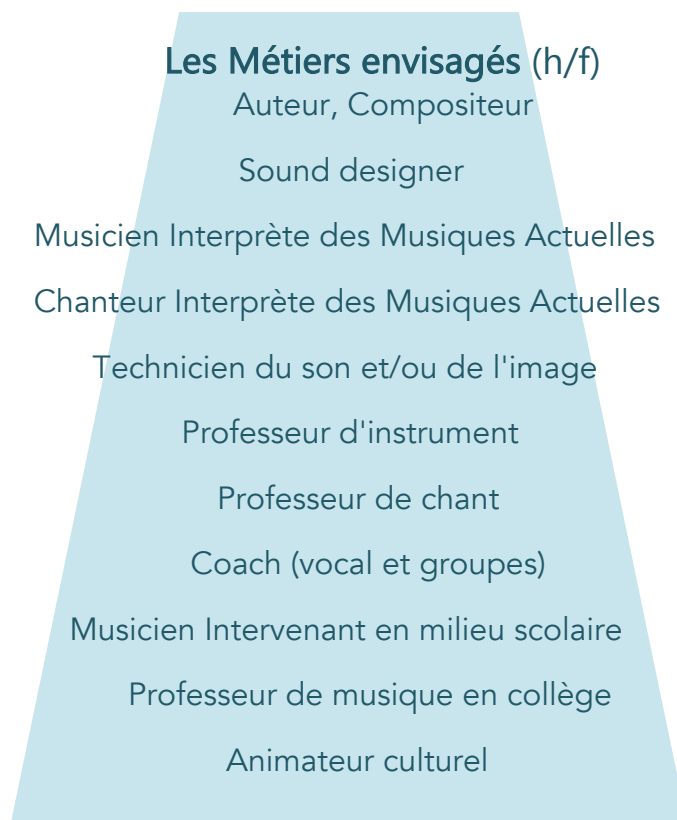 Les Métiers envisagés (h/f)
Auteur, Compositeur
Sound designer
Musicien Interprète des Musiques Actuelles
Chanteur Interprète des Musiques Actuelles
Technicien du son et/ou de l'image
Professeur d'instrument
Professeur de chant
Coach (vocal et groupes)
Musicien Intervenant en milieu scolaire
Professeur de musique en collège
Animateur culturel